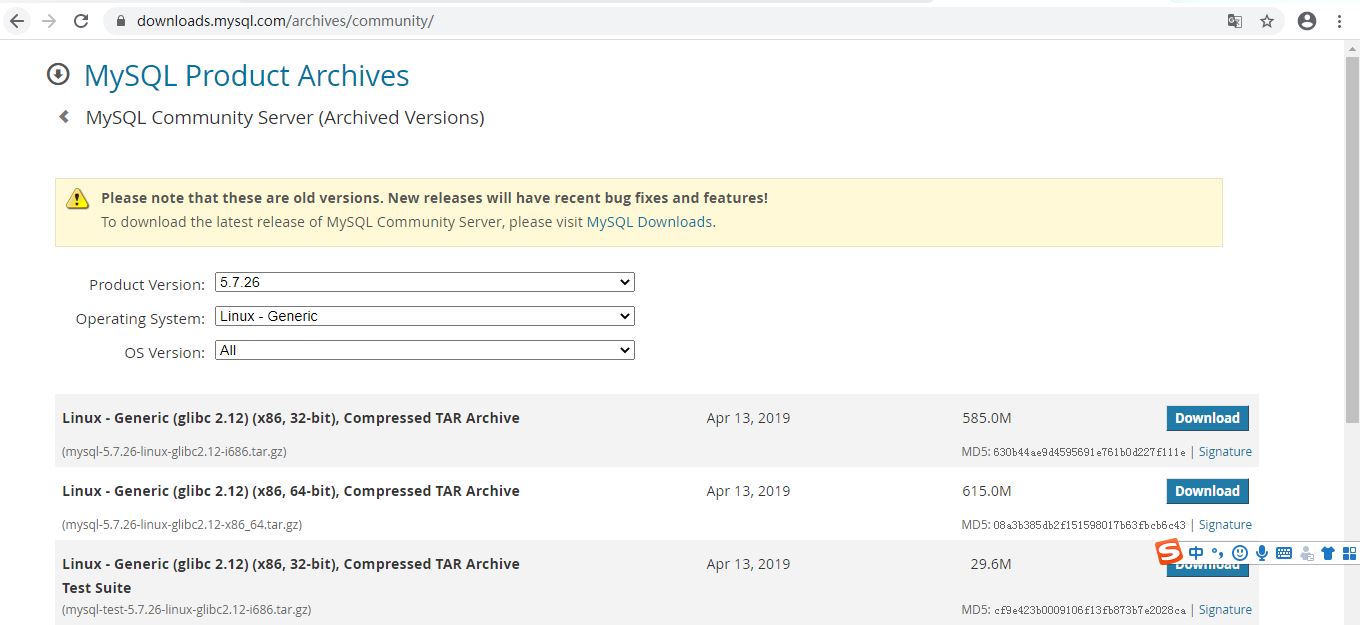 downloads.mysql.com/archives/community/
MySQL Product Archives
MySQL Community Server (Archived Versions)
Please note that these are old versions. New releases will have recent bug fixes and features!
To download the latest release of MySQL Community Server, please visit MySQL Downloads.
Product Version: 5.7.26
Operating System: Linux - Generic
OS Version: All
Linux - Generic (glibc 2.12) (x86, 32-bit), Compressed TAR Archive Apr 13, 2019 585.0M Download
(mysql-5.7.26-linux-glibc2.12-i686.tar.gz) MD5: 630b44ae9d4595691e761b0d227f111e | Signature
Linux - Generic (glibc 2.12) (x86, 64-bit), Compressed TAR Archive Apr 13, 2019 615.0M Download
(mysql-5.7.26-linux-glibc2.12-x86_64.tar.gz) MD5: 08a3b385db2f151598017b63fbcb6c43 | Signature
S 中 °,
Linux - Generic (glibc 2.12) (x86, 32-bit), Compressed TAR Archive Apr 13, 2019 29.6M Download
Test Suite
(mysql-test-5.7.26-linux-glibc2.12-i686.tar.gz) MD5: cf9e423b0009106f13fb873b7e2028ca | Signature